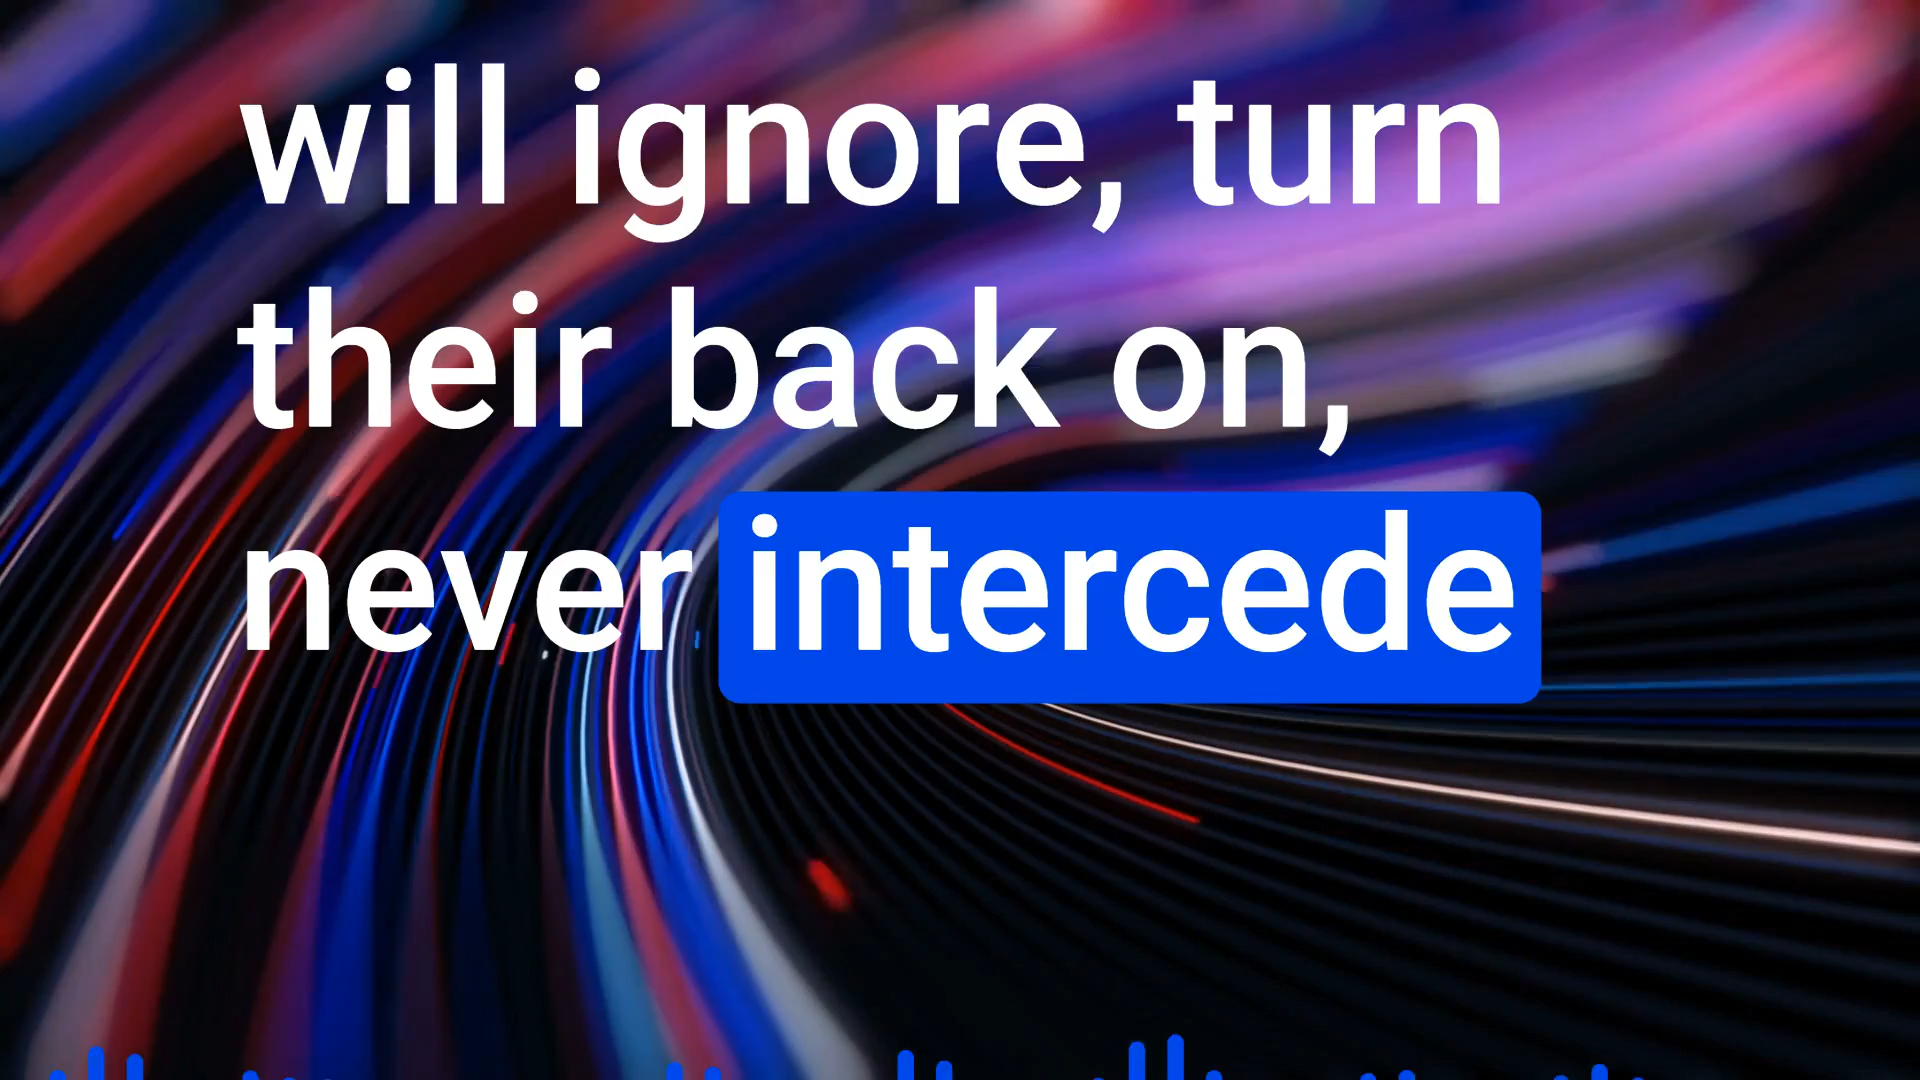 will ignore, turn
their back on,
never intercede